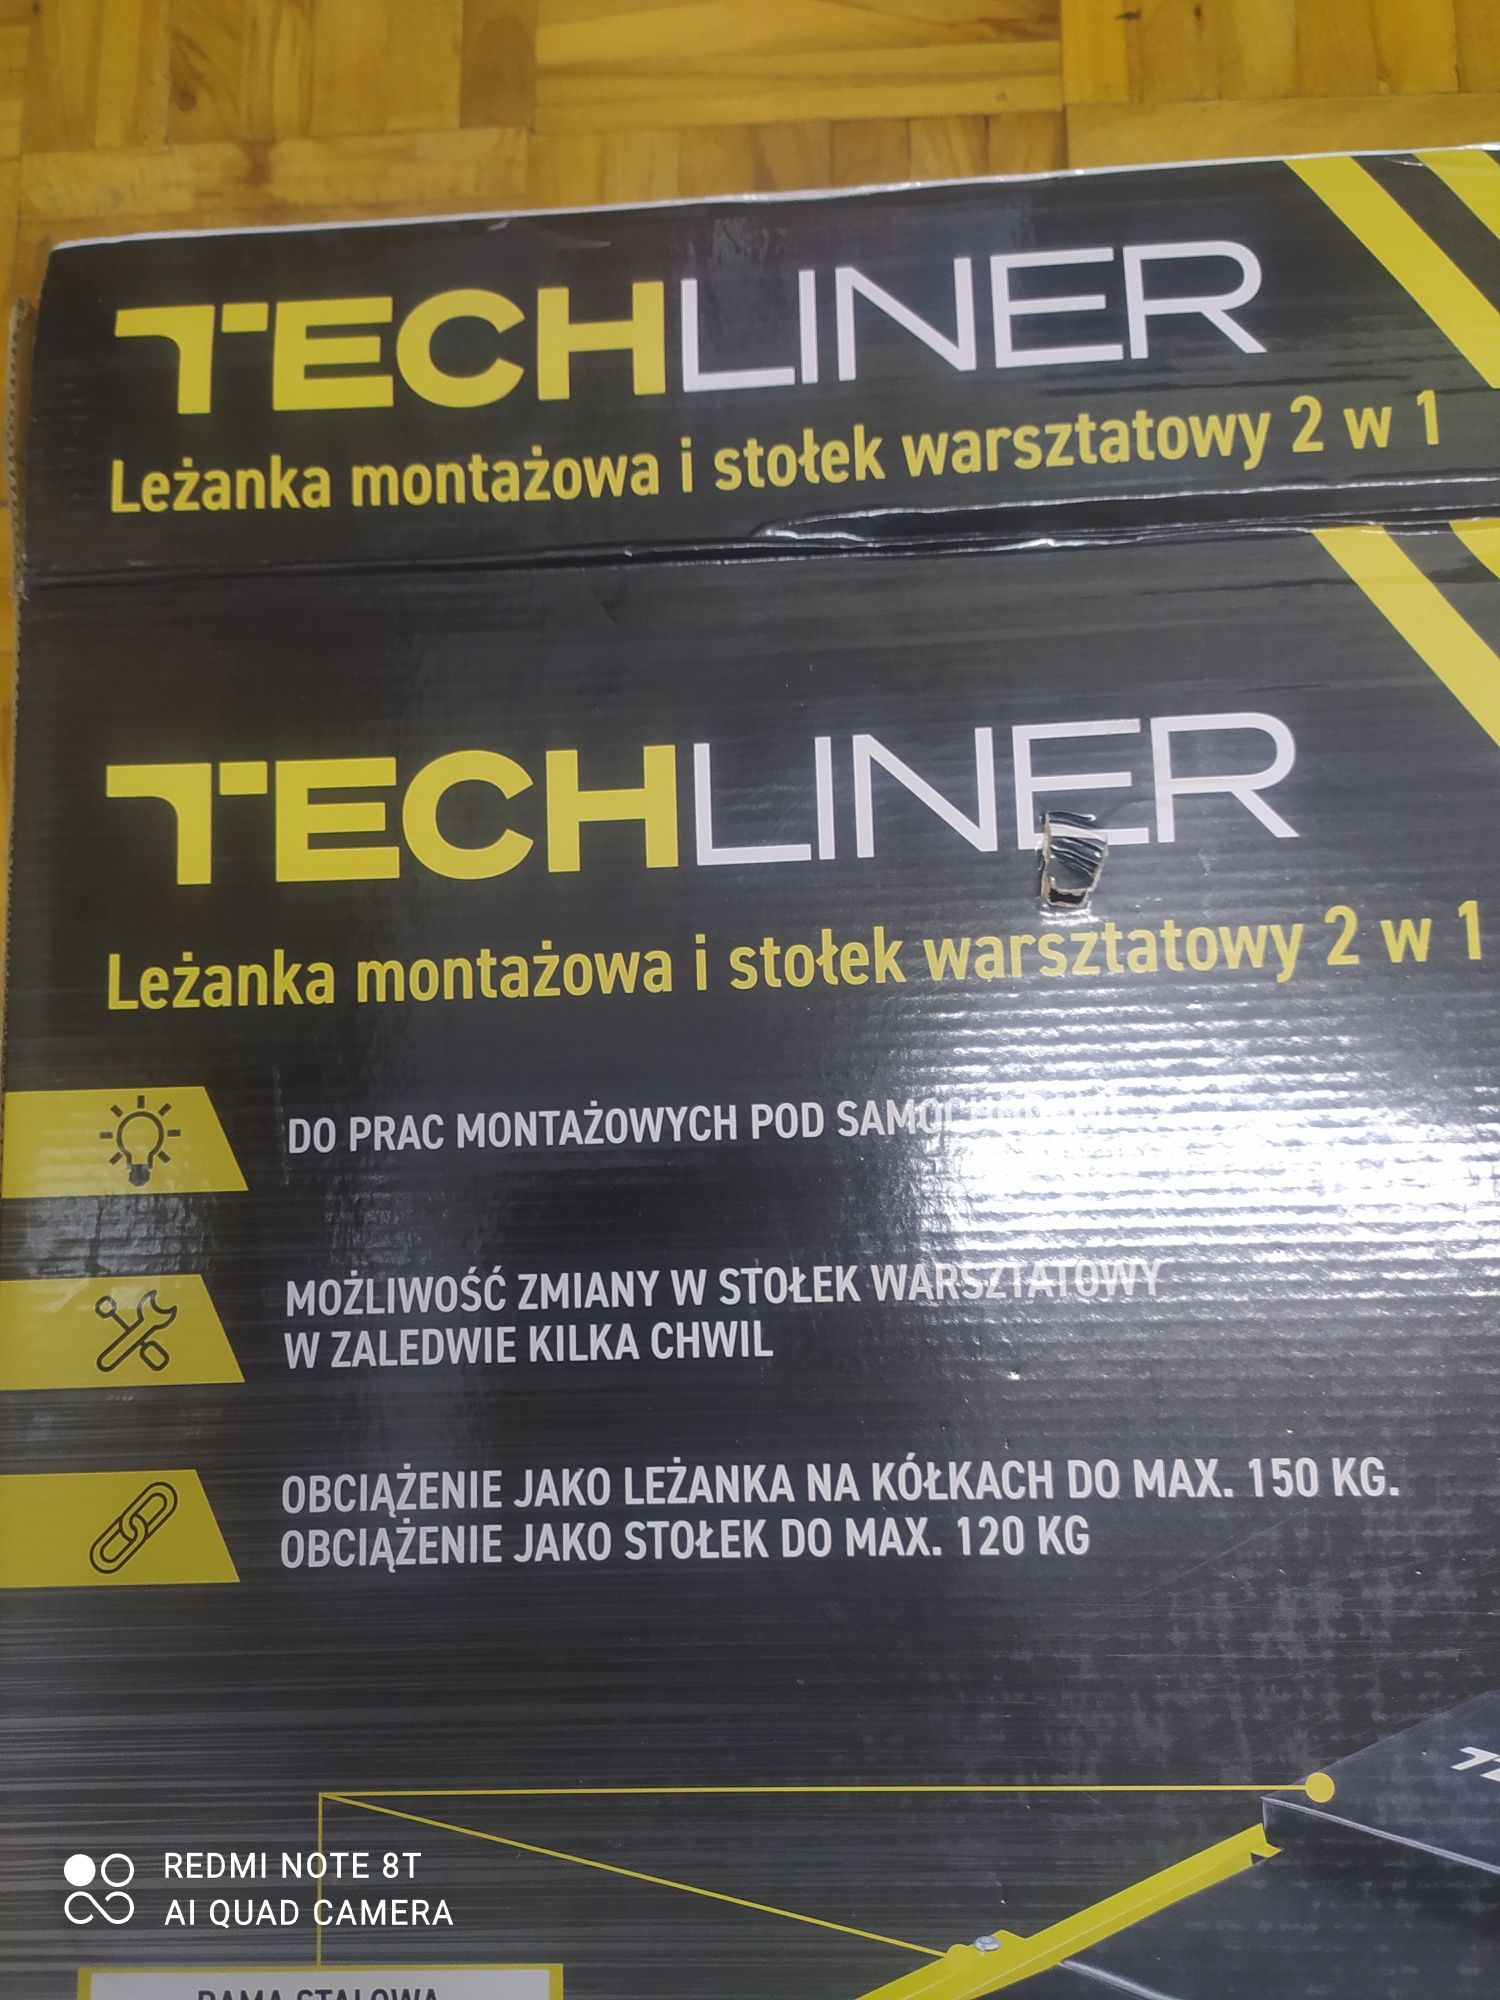 TECHLINER
Leżanka montażowa i stołek warsztatowy 2 w 1
TECHLINER
Leżanka montażowa i stołek warsztatowy 2 w 1
DO PRAC MONTAŻOWYCH POD
MOŻLIWOŚĆ ZMIANY W STOŁEK WARSZTATOWY
W ZALEDWIE KILKA CHWIL
OBCIĄŻENIE JAKO LEŻANKA NA KÓŁKACH DO MAX. 150 KG.
OBCIĄŻENIE JAKO STOŁEK DO MAX. 120 KG
REDMI NOTE 8T
AI QUAD CAMERA
RAMA STALOWA